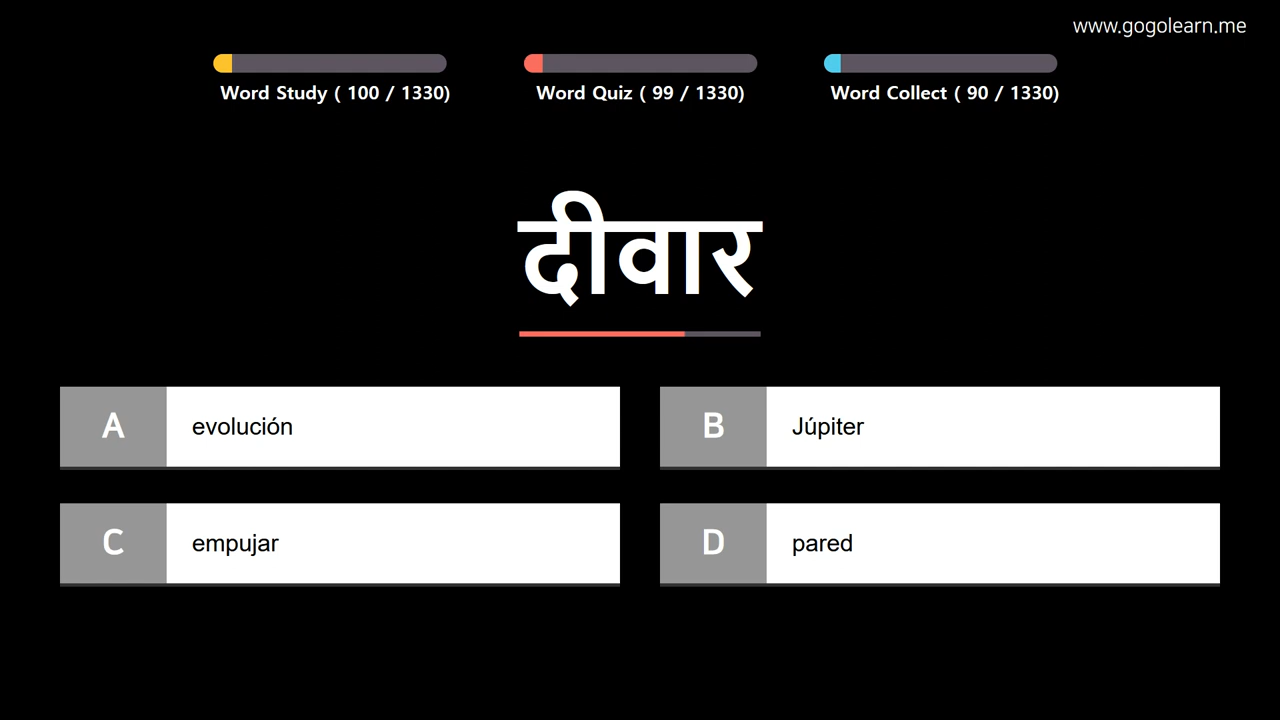 www.gogolearn.me
Word Study ( 100 / 1330)
Word Quiz ( 99 / 1330)
Word Collect ( 90 / 1330)
दीवार
A evolución
B Júpiter
C empujar
D pared